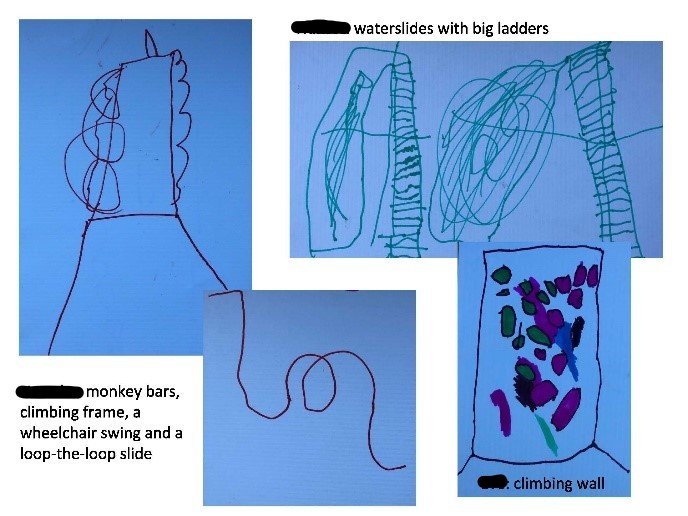 waterslides with big ladders
monkey bars,
climbing frame, a
wheelchair swing and a
loop-the-loop slide
climbing wall